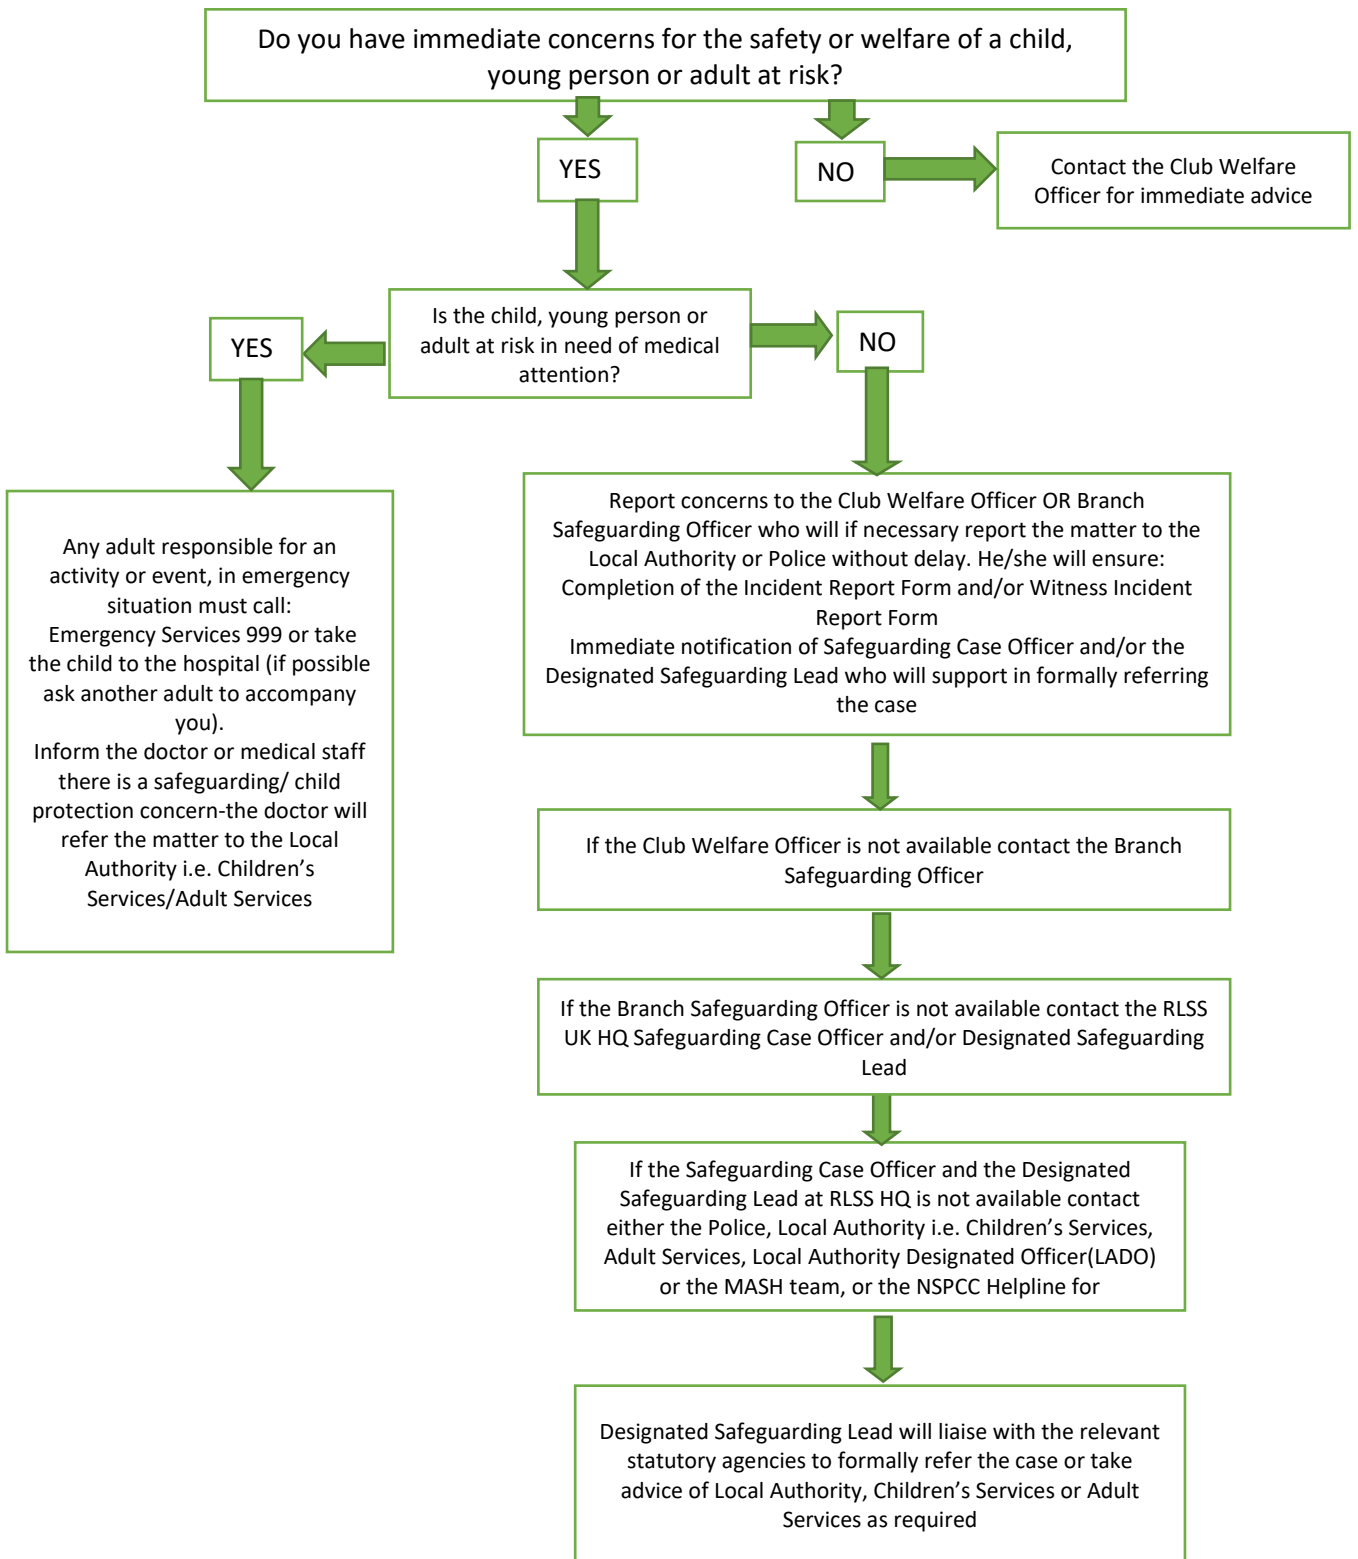 Do you have immediate concerns for the safety or welfare of a child,
young person or adult at risk?
YES
NO
Contact the Club Welfare
Officer for immediate advice
Is the child, young person or
adult at risk in need of medical
attention?
YES
NO
Any adult responsible for an
activity or event, in emergency
situation must call:
Emergency Services 999 or take
the child to the hospital (if possible
ask another adult to accompany
you).
Inform the doctor or medical staff
there is a safeguarding/ child
protection concern-the doctor will
refer the matter to the Local
Authority i.e. Children’s
Services/Adult Services
Report concerns to the Club Welfare Officer OR Branch
Safeguarding Officer who will if necessary report the matter to the
Local Authority or Police without delay. He/she will ensure:
Completion of the Incident Report Form and/or Witness Incident
Report Form
Immediate notification of Safeguarding Case Officer and/or the
Designated Safeguarding Lead who will support in formally referring
the case
If the Club Welfare Officer is not available contact the Branch
Safeguarding Officer
If the Branch Safeguarding Officer is not available contact the RLSS
UK HQ Safeguarding Case Officer and/or Designated Safeguarding
Lead
If the Safeguarding Case Officer and the Designated
Safeguarding Lead at RLSS HQ is not available contact
either the Police, Local Authority i.e. Children’s Services,
Adult Services, Local Authority Designated Officer(LADO)
or the MASH team, or the NSPCC Helpline for
Designated Safeguarding Lead will liaise with the relevant
statutory agencies to formally refer the case or take
advice of Local Authority, Children’s Services or Adult
Services as required